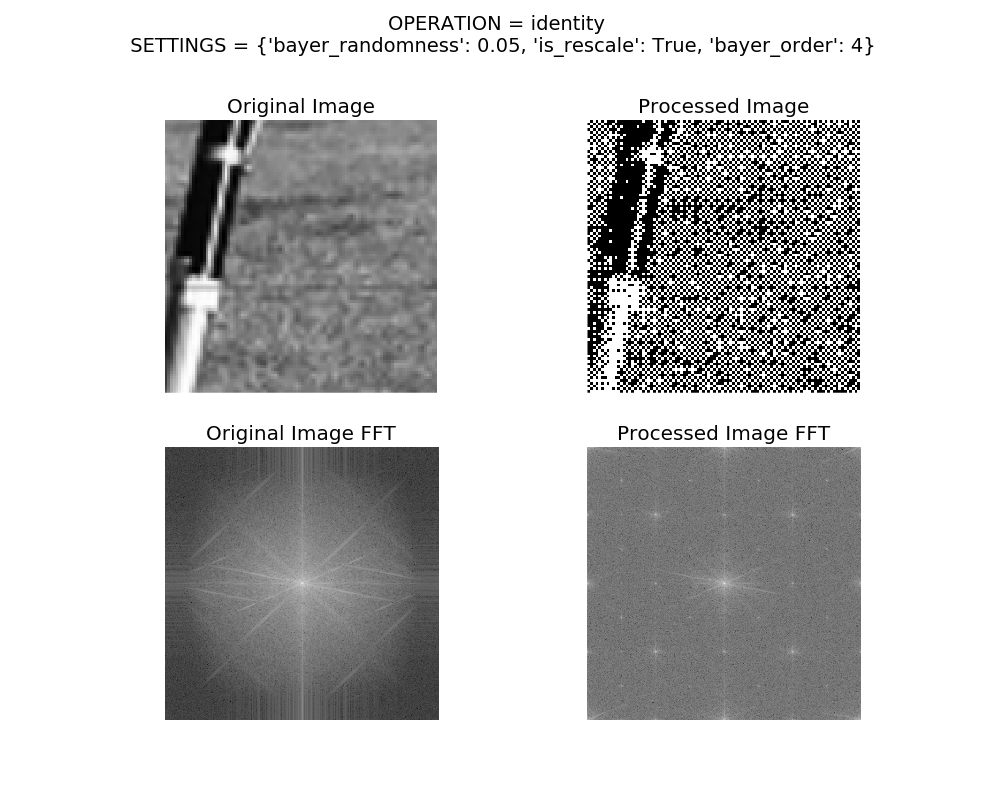 OPERATION = identity
SETTINGS = {'bayer_randomness': 0.05, 'is_rescale': True, 'bayer_order': 4}
Original Image
Processed Image
Original Image FFT
Processed Image FFT